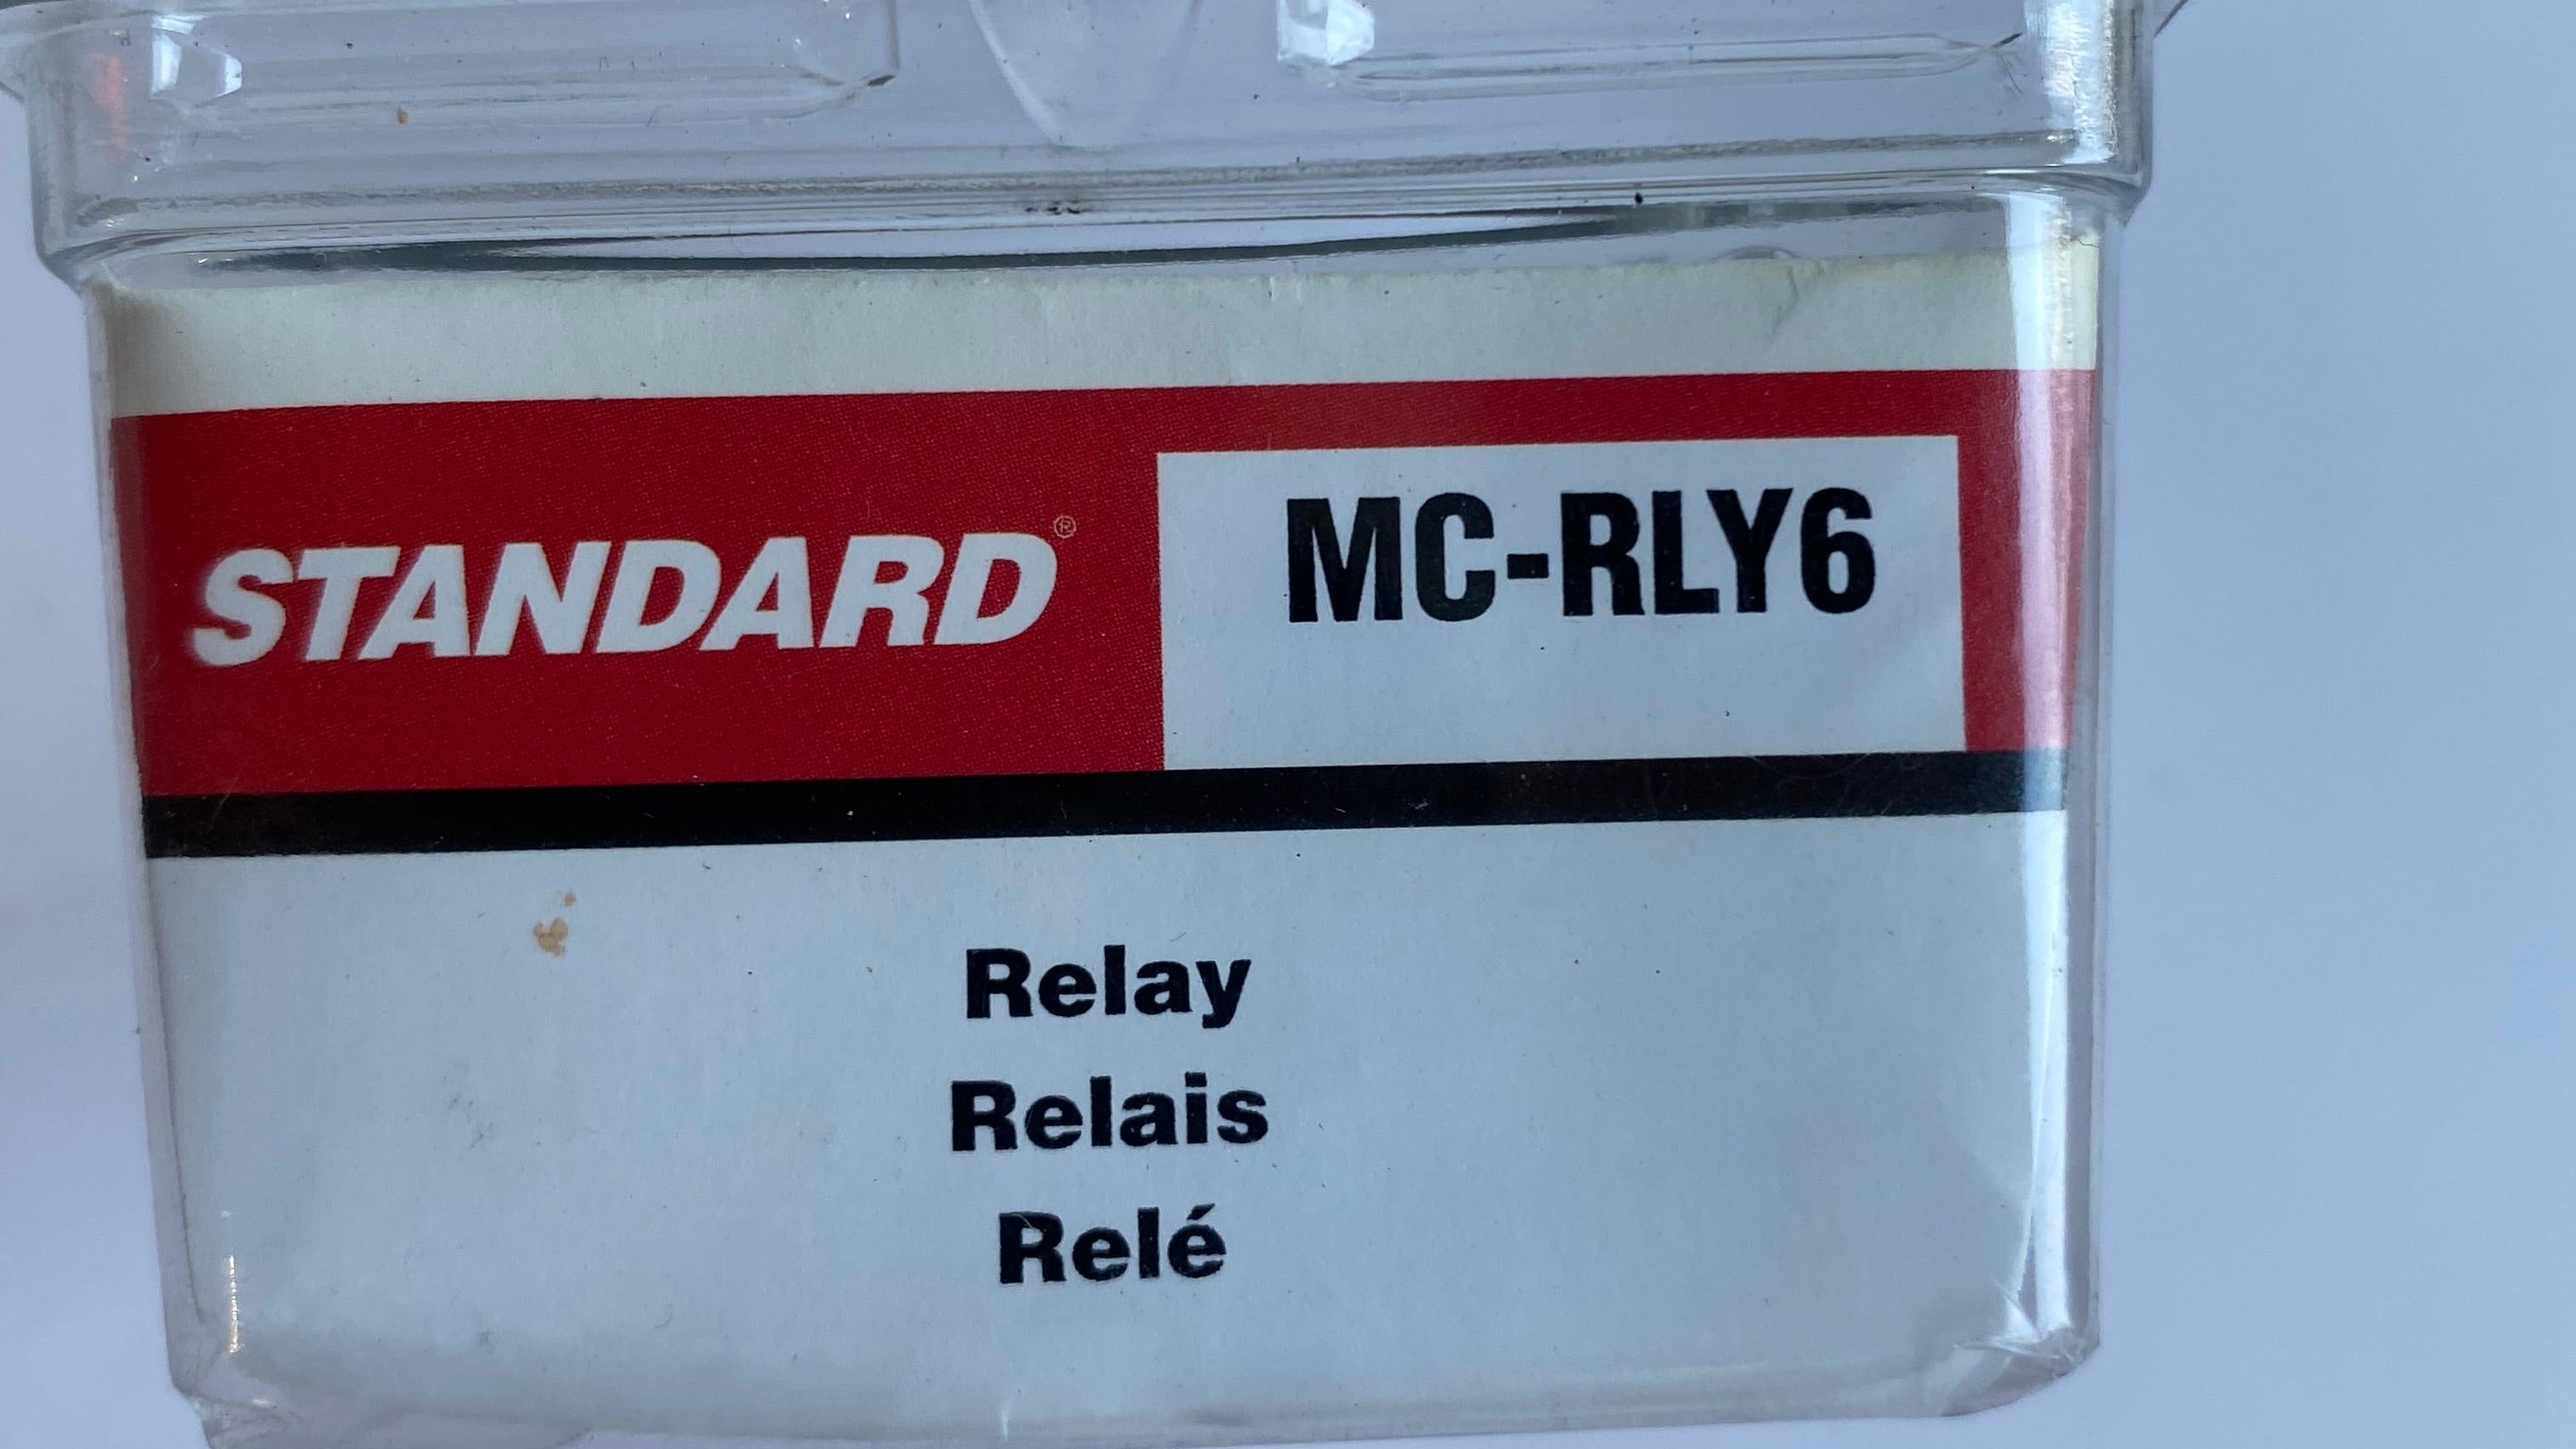 STANDARD®
MC-RLY6
Relay
Relais
Relé